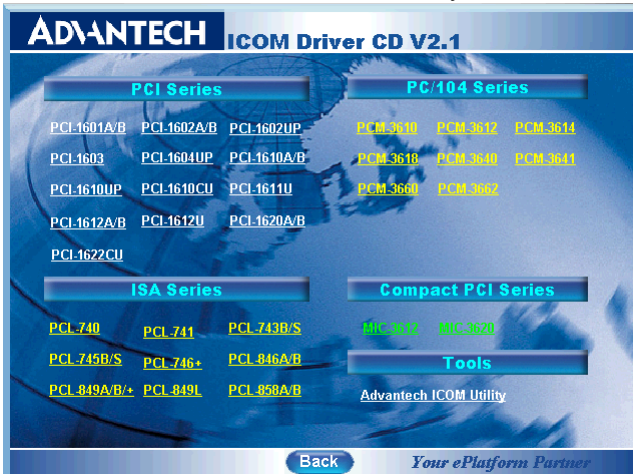 ADVANTECH ICOM Driver CD V2.1
PCI Series
PCI-1601A/B PCI-1602A/B PCI-1602UP
PCI-1603 PCI-1604UP PCI-1610A/B
PCI-1610UP PCI-1610CU PCI-1611U
PCI-1612A/B PCI-1612U PCI-1620A/B
PCI-1622CU
PC/104 Series
PCM-3610 PCM-3612 PCM-3614
PCM-3618 PCM-3640 PCM-3641
PCM-3660 PCM-3662
ISA Series
PCL-740 PCL-741 PCL-743B/S
PCL-745B/S PCL-746+ PCL-846A/B
PCL-849A/B/+ PCL-849L PCL-858A/B
Compact PCI Series
MIC-3612 MIC-3620
Tools
Advantech ICOM Utility
Back
Your ePlatform Partner